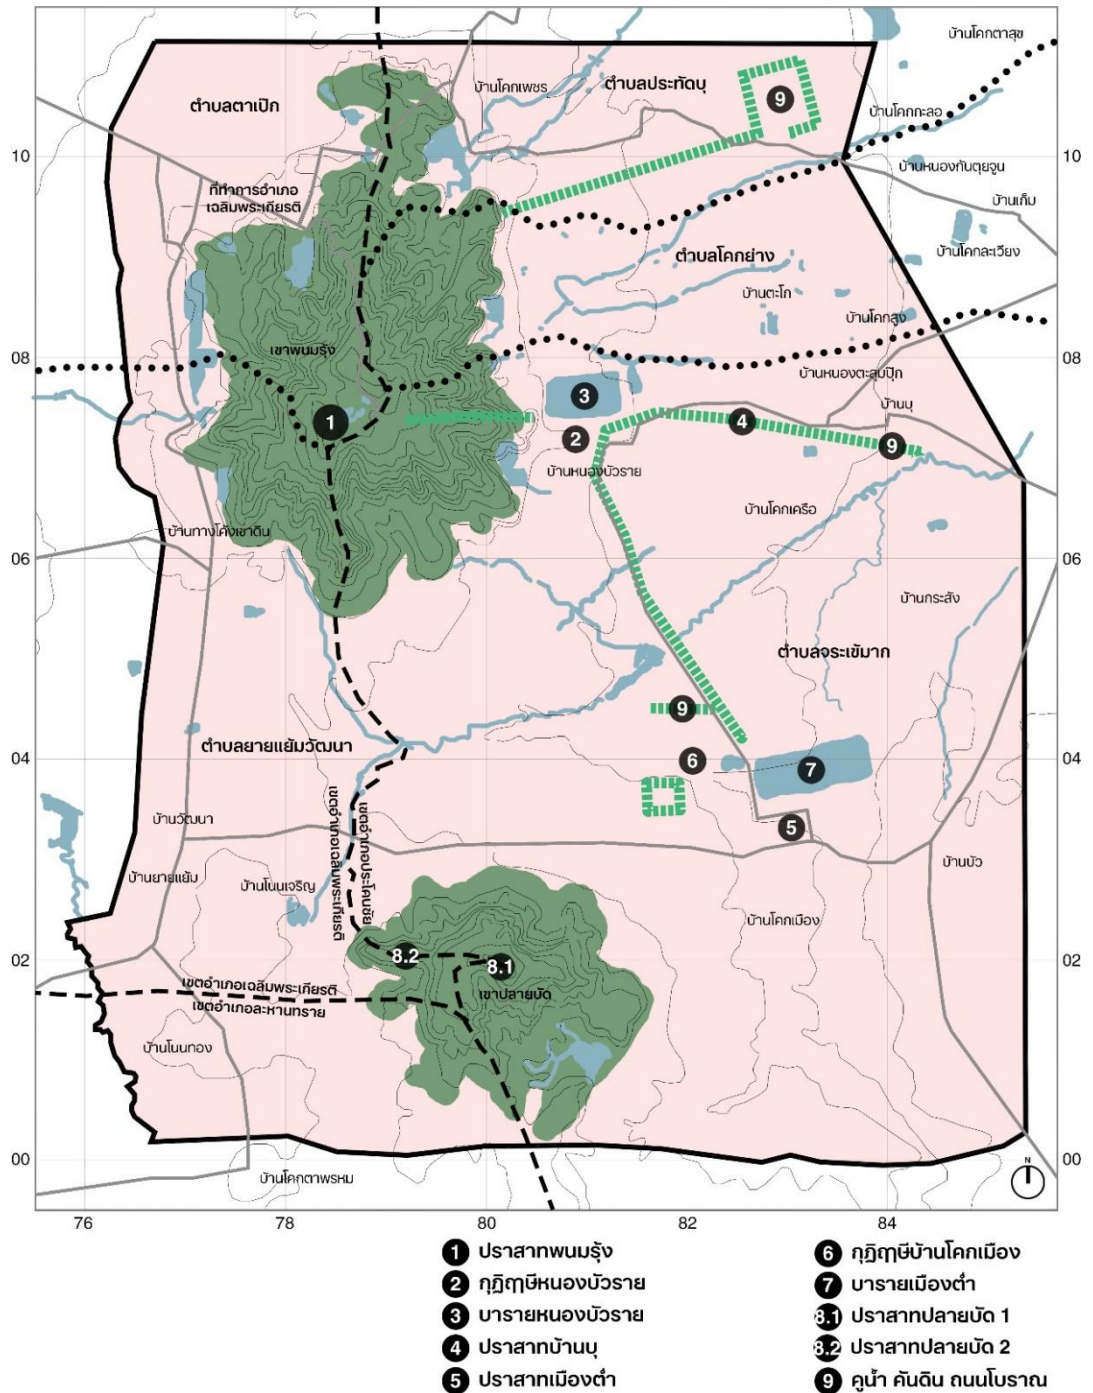 บ้านโคกตาสุข
บ้านโคกเพชร
ตำบลประทัดบุ
ตำบลตาเป๊ก
9
บ้านโคกกะลอ
10
10
บ้านหนองกันตุยจูน
ที่ทำการอำเภอ
เฉลิมพระเกียรติ
บ้านเก็ม
ตำบลโคกย่าง
บ้านโคกละเวียง
บ้านตะโก
บ้านโคกสูง
เขาพนมรุ้ง
08
08
บ้านหนองตะลุมปุ๊ก
3
บ้านบุ
1
4
2
9
บ้านหนองบัวราย
บ้านโคกเครือ
บ้านทางโค้งเขาดิน
06
06
บ้านกระสัง
ตำบลจรเข้มาก
9
ตำบลยายแย้มวัฒนา
04
6
7
04
เขตอำเภอเฉลิมพระเกียรติ
เขตอำเภอประโคนชัย
บ้านวัฒนา
5
บ้านบัว
บ้านยายแย้ม
บ้านโนนเจริญ
บ้านโคกเมือง
8.2
8.1
02
02
เขตอำเภอเฉลิมพระเกียรติ
เขาปลายบัด
เขตอำเภอละหานทราย
บ้านโนนทอง
00
00
บ้านโคกตาพรหม
N
76 78 80 82 84
1 ปราสาทพนมรุ้ง
2 กุฏิฤๅษีหนองบัวราย
3 บารายหนองบัวราย
4 ปราสาทบ้านบุ
5 ปราสาทเมืองต่ำ
6 กุฏิฤๅษีบ้านโคกเมือง
7 บารายเมืองต่ำ
8.1 ปราสาทปลายบัด 1
8.2 ปราสาทปลายบัด 2
9 คูน้ำ คันดิน ถนนโบราณ